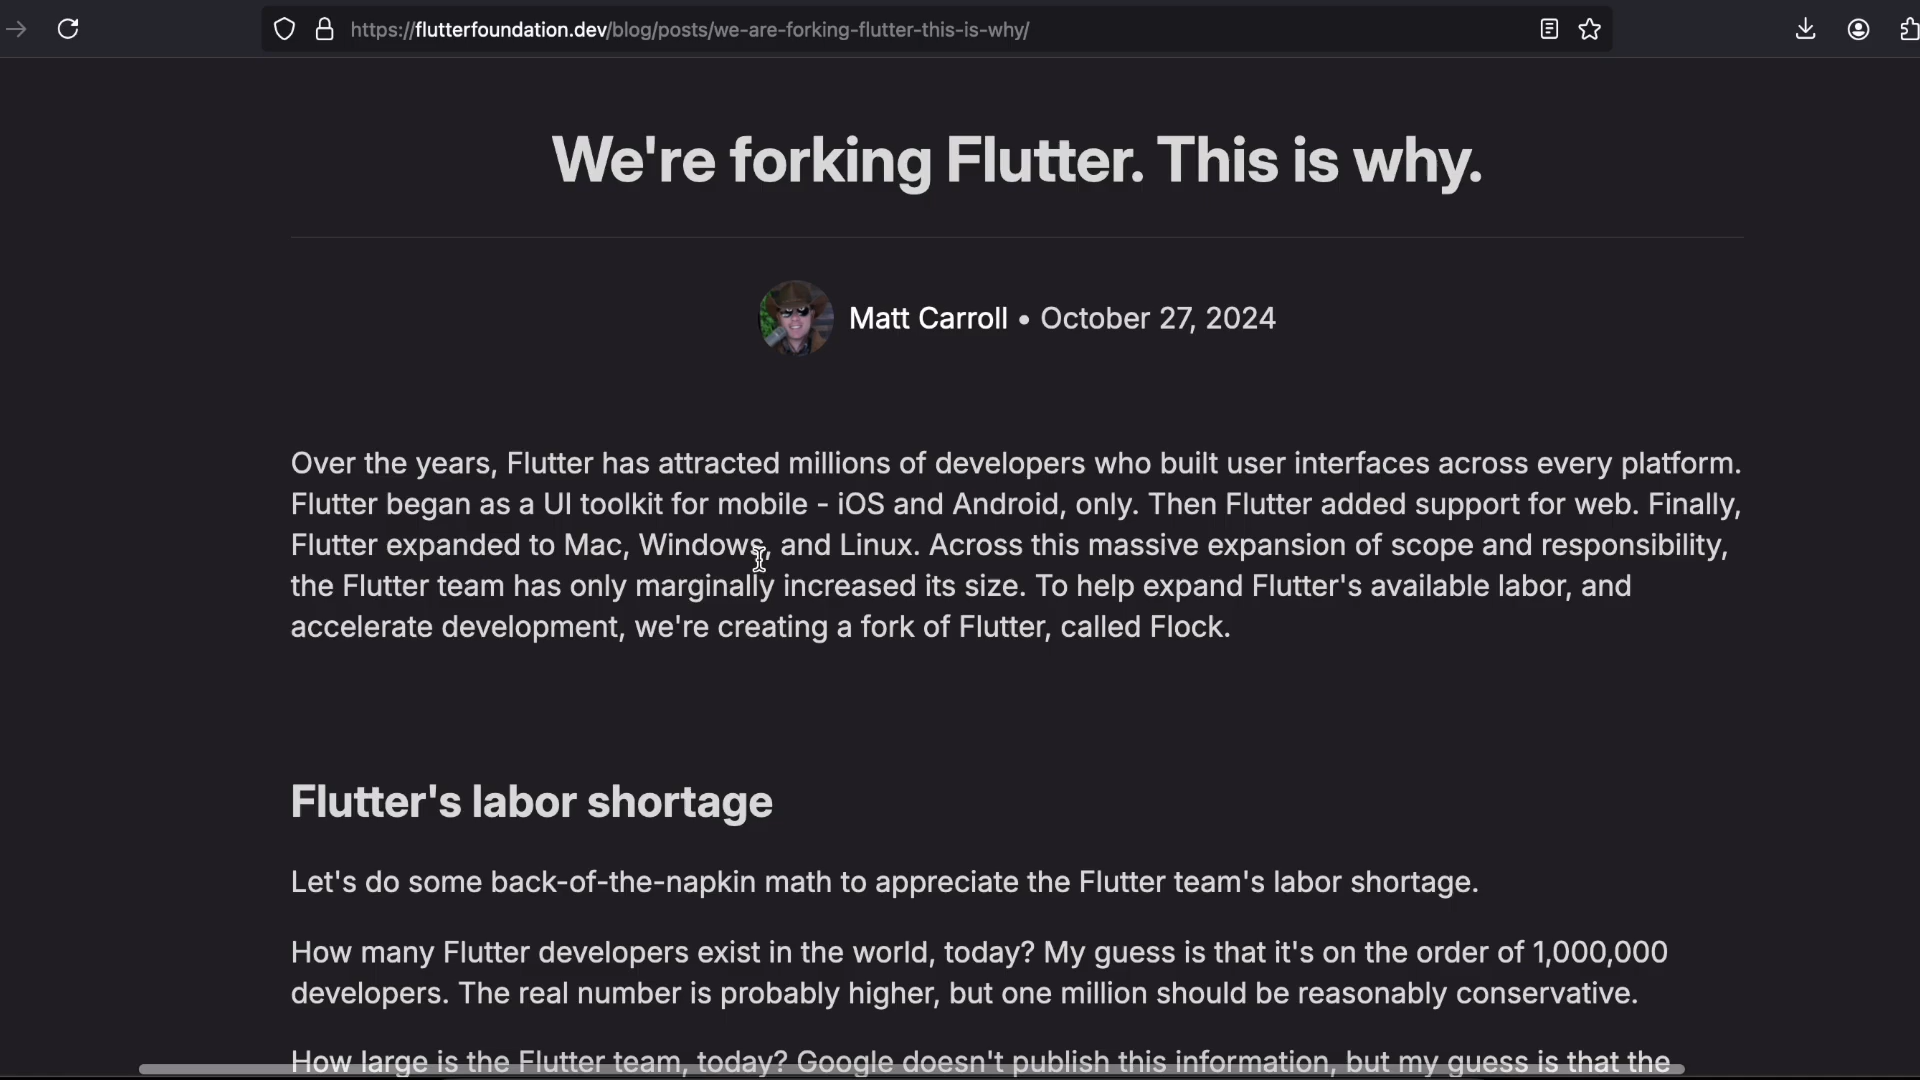 https://flutterfoundation.dev/blog/posts/we-are-forking-flutter-this-is-why/
We're forking Flutter. This is why.
Matt Carroll • October 27, 2024
Over the years, Flutter has attracted millions of developers who built user interfaces across every platform.
Flutter began as a UI toolkit for mobile - iOS and Android, only. Then Flutter added support for web. Finally,
Flutter expanded to Mac, Windows, and Linux. Across this massive expansion of scope and responsibility,
the Flutter team has only marginally increased its size. To help expand Flutter's available labor, and
accelerate development, we're creating a fork of Flutter, called Flock.
Flutter's labor shortage
Let's do some back-of-the-napkin math to appreciate the Flutter team's labor shortage.
How many Flutter developers exist in the world, today? My guess is that it's on the order of 1,000,000
developers. The real number is probably higher, but one million should be reasonably conservative.
How large is the Flutter team, today? Google doesn't publish this information, but my guess is that the